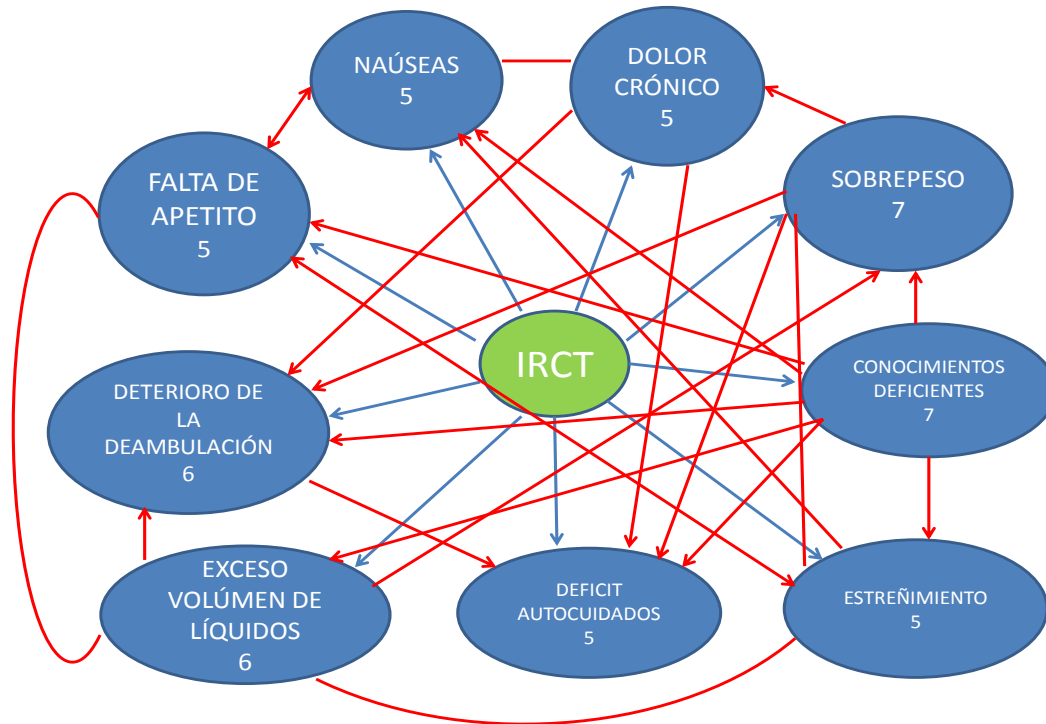 NAÚSEAS
5
DOLOR
CRÓNICO
5
SOBREPESO
7
FALTA DE
APETITO
5
IRCT
CONOCIMIENTOS
DEFICIENTES
7
DETERIORO DE
LA
DEAMBULACIÓN
6
EXCESO
VOLÚMEN DE
LÍQUIDOS
6
DEFICIT
AUTOCUIDADOS
5
ESTREÑIMIENTO
5